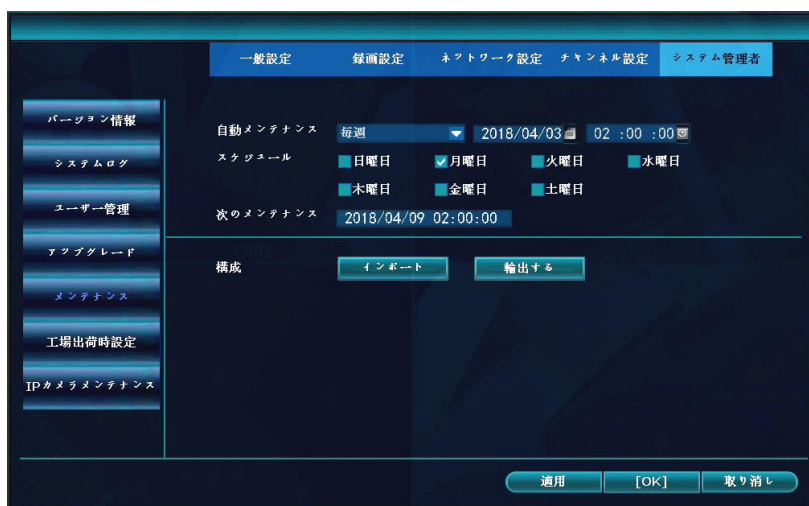 一般設定 録画設定 ネットワーク設定 チャンネル設定 システム管理者
バージョン情報
システムログ
ユーザー管理
アップグレード
メンテナンス
工場出荷時設定
IPカメラメンテナンス
自動メンテナンス 毎週 2018/04/03 02 :00 :00
スケジュール 日曜日 月曜日 火曜日 水曜日
木曜日 金曜日 土曜日
次のメンテナンス 2018/04/09 02:00:00
構成 インポート 輸出する
適用 [OK] 取り消し